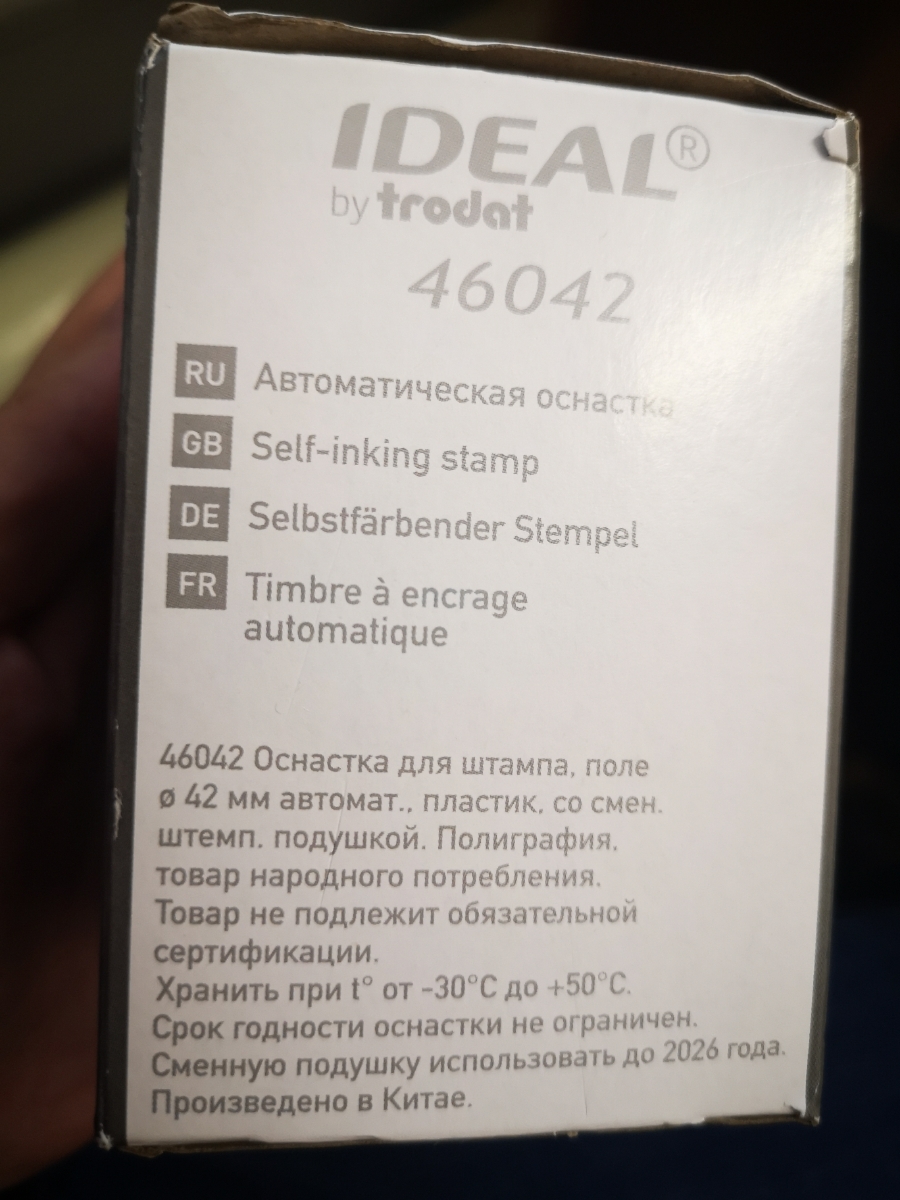 IDEAL®
by trodat
46042
RU Автоматическая оснастка
GB Self-inking stamp
DE Selbstfärbender Stempel
FR Timbre à encrage
automatique
46042 Оснастка для штампа, поле
ø 42 мм автомат., пластик, со смен.
штемп. подушкой. Полиграфия,
товар народного потребления.
Товар не подлежит обязательной
сертификации.
Хранить при t° от -30°C до +50°C.
Срок годности оснастки не ограничен.
Сменную подушку использовать до 2026 года.
Произведено в Китае.